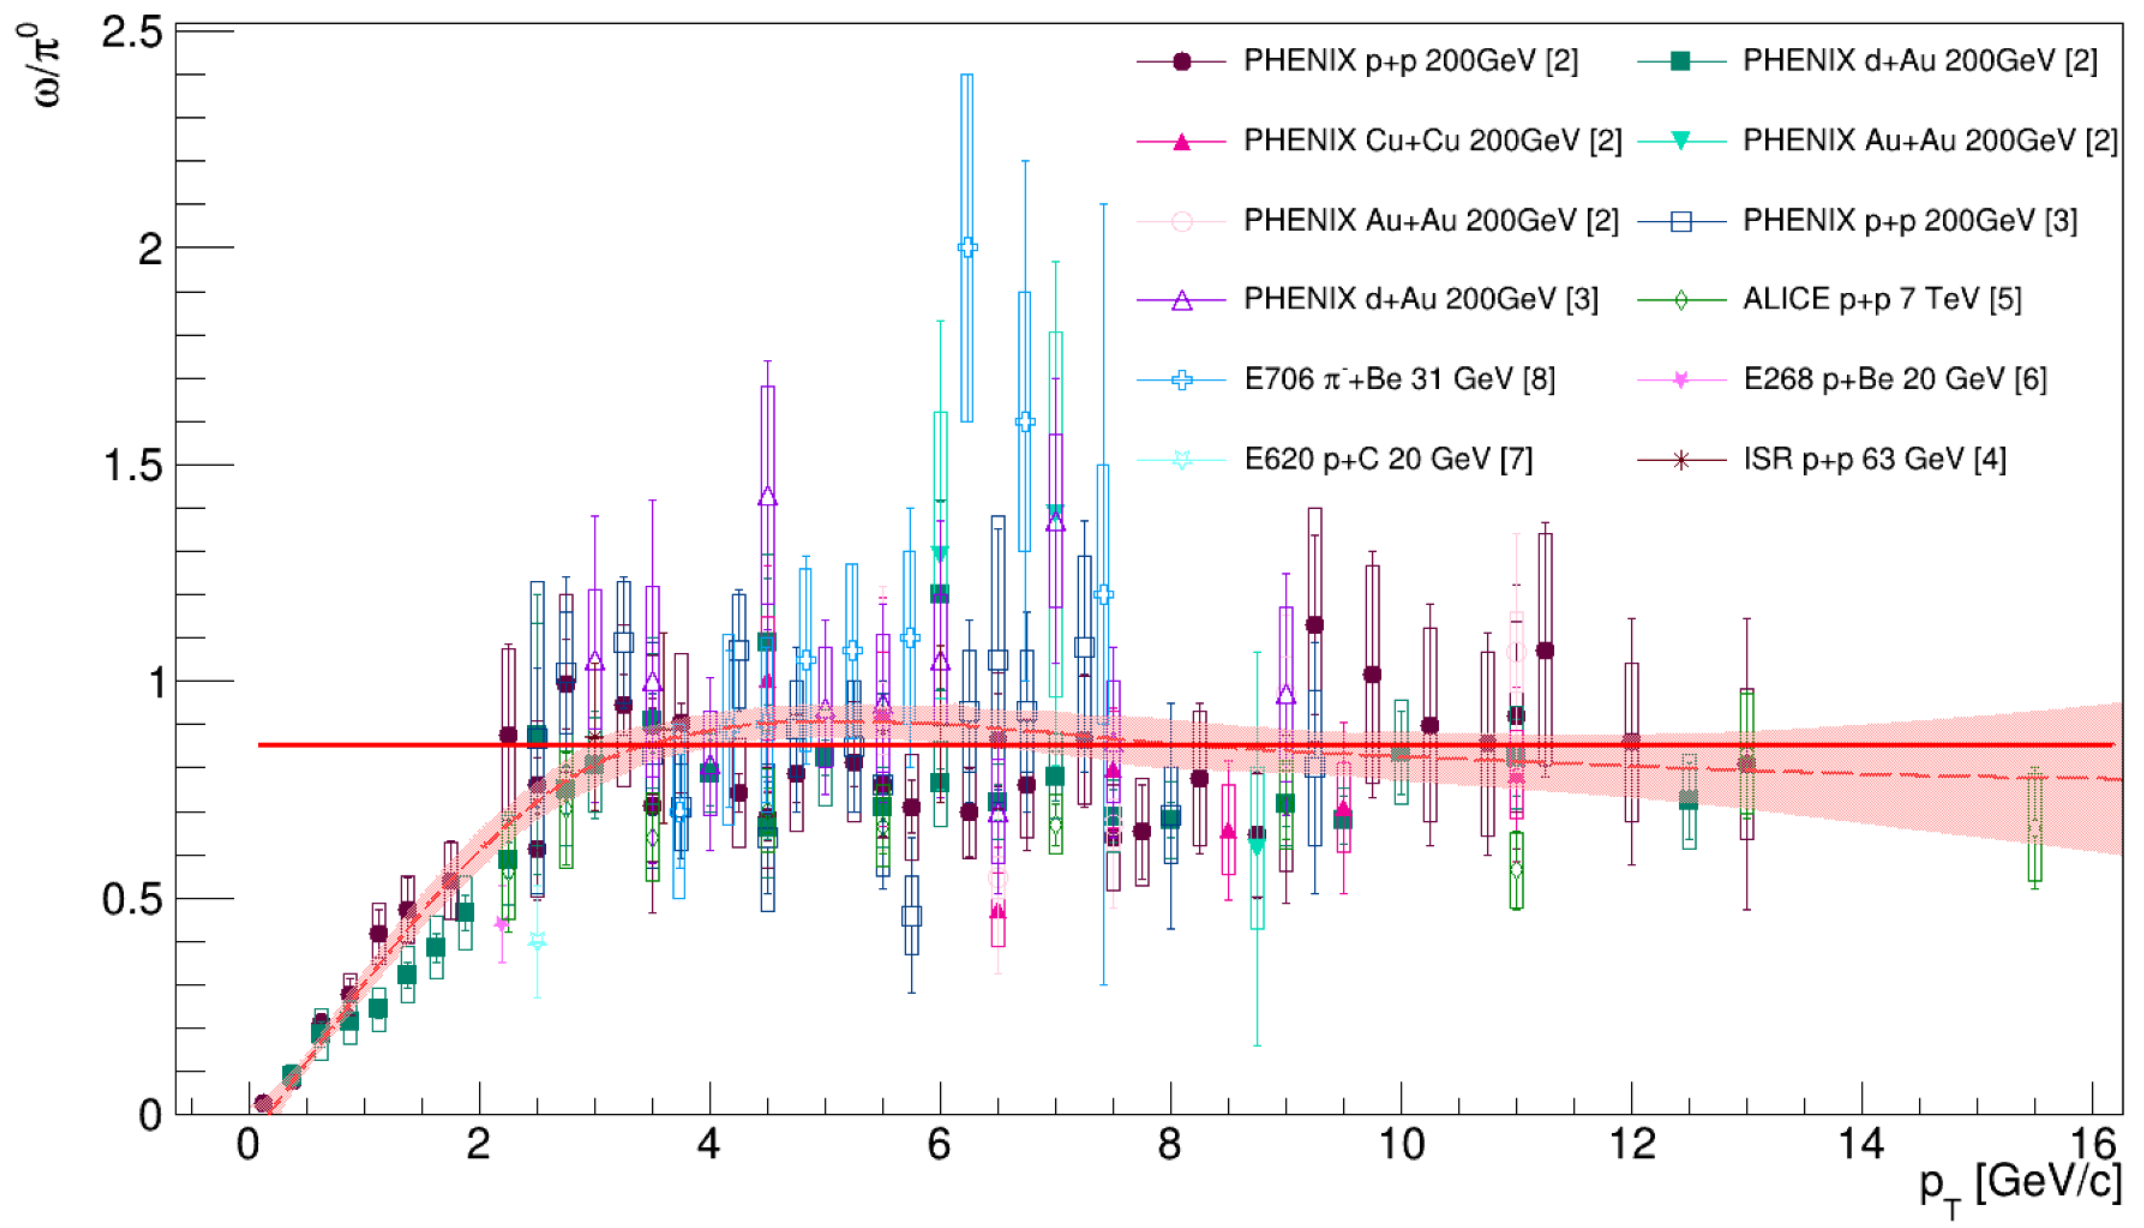 ω/π⁰
2.5
2
1.5
1
0.5
0
PHENIX p+p 200GeV [2]
PHENIX d+Au 200GeV [2]
PHENIX Cu+Cu 200GeV [2]
PHENIX Au+Au 200GeV [2]
PHENIX Au+Au 200GeV [2]
PHENIX p+p 200GeV [3]
PHENIX d+Au 200GeV [3]
ALICE p+p 7 TeV [5]
E706 π⁻+Be 31 GeV [8]
E268 p+Be 20 GeV [6]
E620 p+C 20 GeV [7]
ISR p+p 63 GeV [4]
0 2 4 6 8 10 12 14 16
p_T [GeV/c]